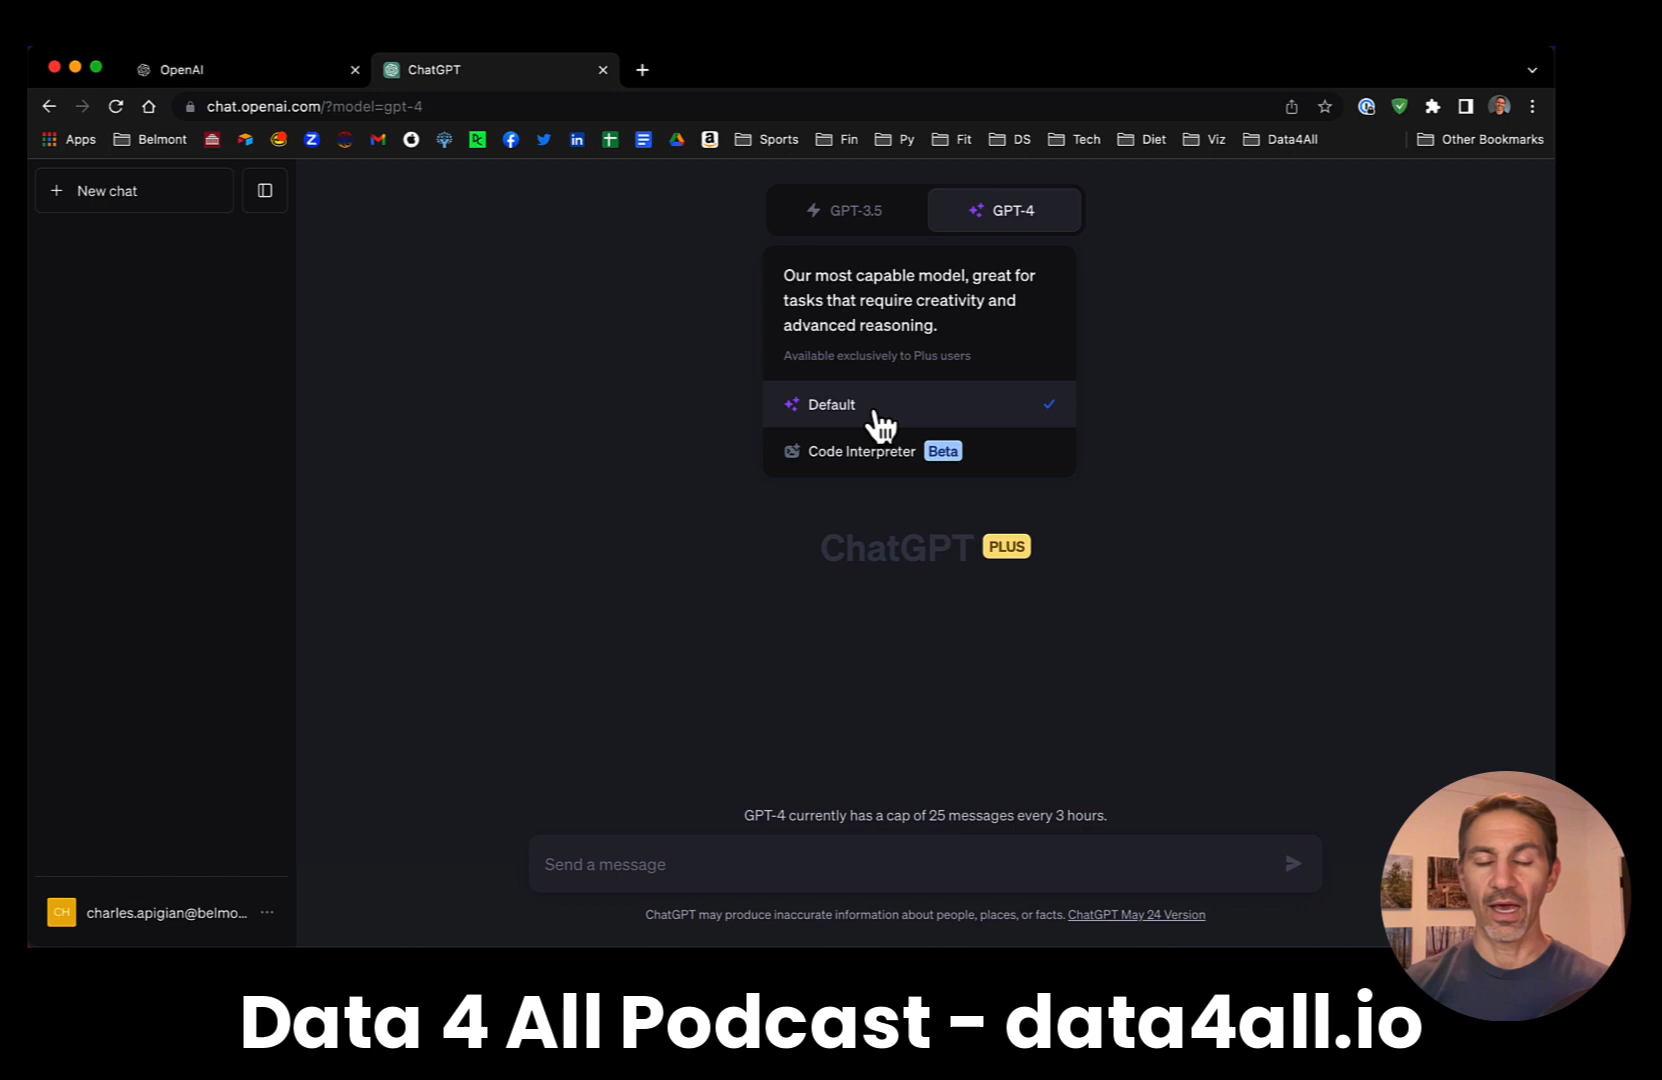 OpenAI
ChatGPT
chat.openai.com/?model=gpt-4
Apps
Belmont
Sports
Fin
Py
Fit
DS
Tech
Diet
Viz
Data4All
Other Bookmarks
New chat
GPT-3.5
GPT-4
Our most capable model, great for
tasks that require creativity and
advanced reasoning.
Available exclusively to Plus users
Default
Code Interpreter Beta
ChatGPT PLUS
GPT-4 currently has a cap of 25 messages every 3 hours.
Send a message
ChatGPT may produce inaccurate information about people, places, or facts. ChatGPT May 24 Version
CH charles.apigian@belmo...
Data 4 All Podcast - data4all.io